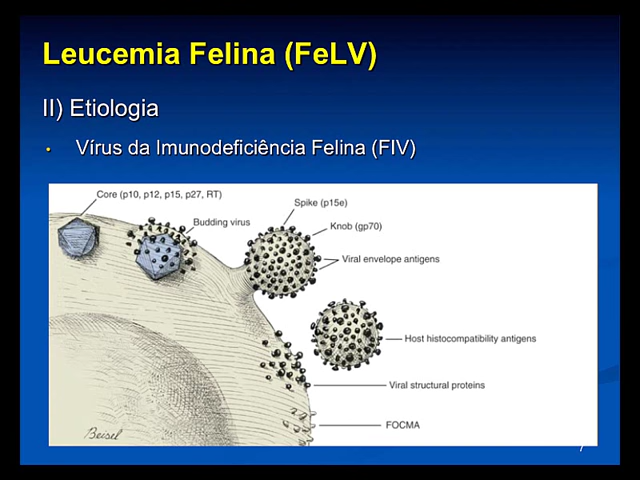 Leucemia Felina (FeLV)
II) Etiologia
• Vírus da Imunodeficiência Felina (FIV)
Core (p10, p12, p15, p27, RT)
Budding virus
Spike (p15e)
Knob (gp70)
Viral envelope antigens
Host histocompatibility antigens
Viral structural proteins
FOCMA
Beisel
7